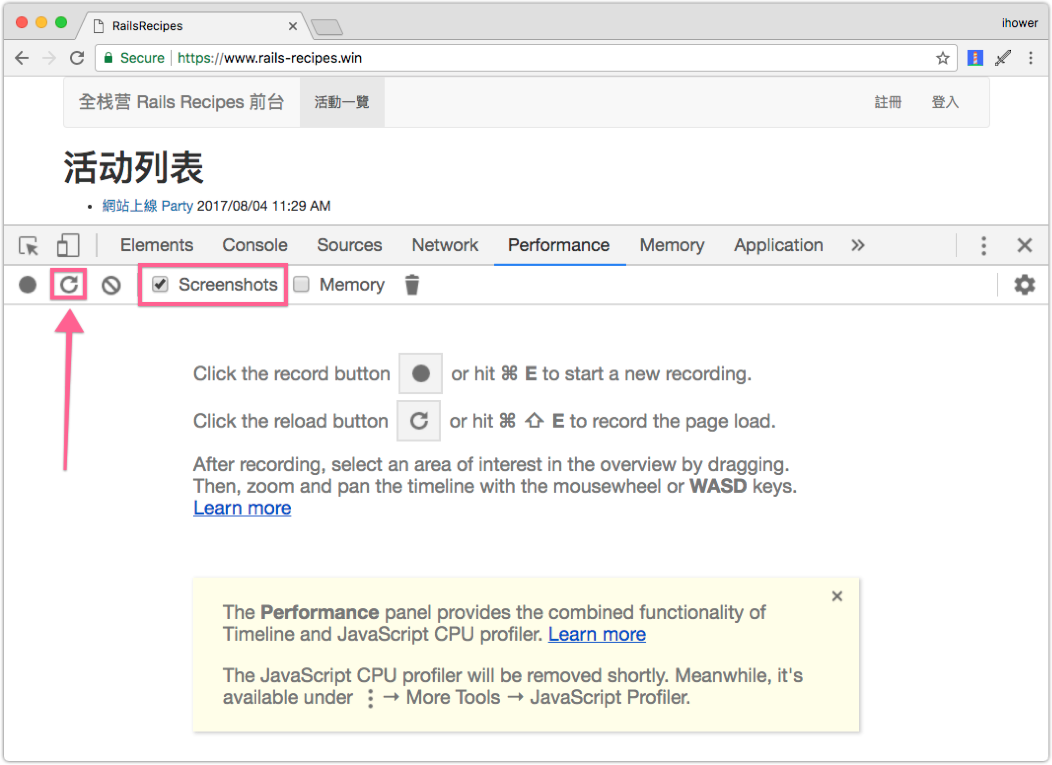 RailsRecipes
ihower
Secure https://www.rails-recipes.win
全栈营 Rails Recipes 前台 活動一覽 註冊 登入
活动列表
• 網站上線 Party 2017/08/04 11:29 AM
Elements Console Sources Network Performance Memory Application »
Screenshots Memory
Click the record button or hit ⌘ E to start a new recording.
Click the reload button or hit ⌘ ⇧ E to record the page load.
After recording, select an area of interest in the overview by dragging.
Then, zoom and pan the timeline with the mousewheel or WASD keys.
Learn more
The Performance panel provides the combined functionality of
Timeline and JavaScript CPU profiler. Learn more
The JavaScript CPU profiler will be removed shortly. Meanwhile, it's
available under ⋮ → More Tools → JavaScript Profiler.